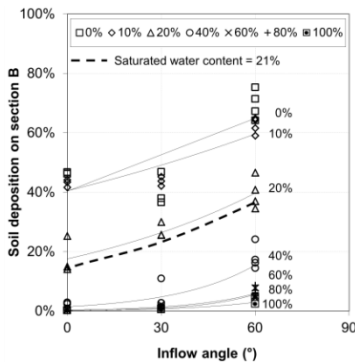 100%
80%
60%
40%
20%
0%
Soil deposition on section B
0% 10% 20% 40% 60% 80% 100%
Saturated water content = 21%
0%
10%
20%
40%
60%
80%
100%
0 30 60 90
Inflow angle (°)